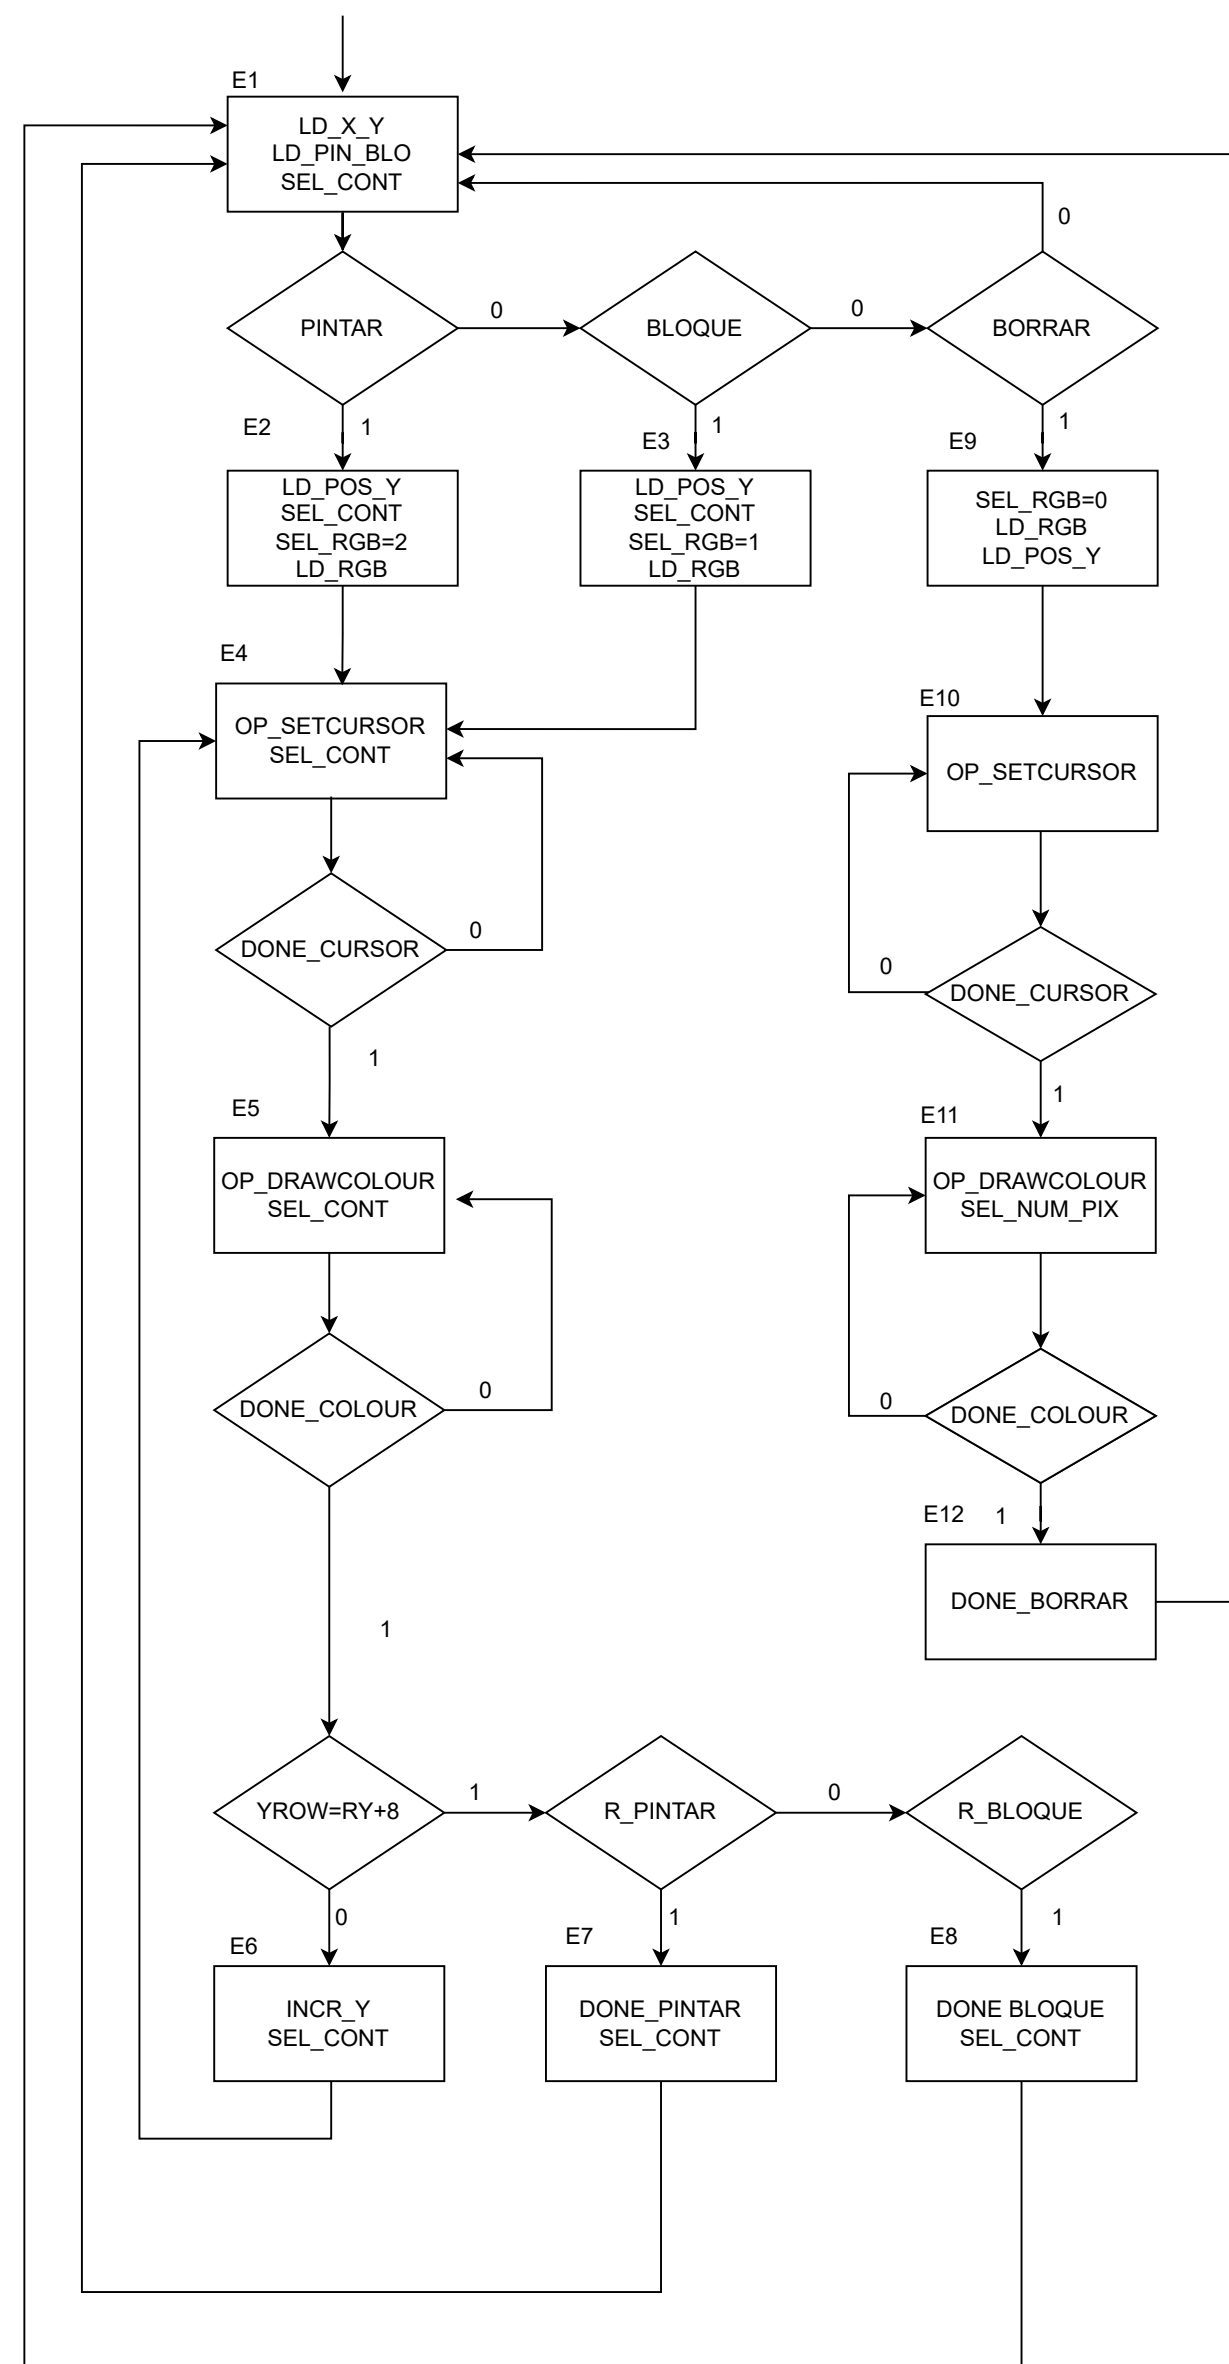 E1
LD_X_Y
LD_PIN_BLO
SEL_CONT
0
PINTAR
0
BLOQUE
0
BORRAR
E2
1
E3
1
E9
1
LD_POS_Y
SEL_CONT
SEL_RGB=2
LD_RGB
LD_POS_Y
SEL_CONT
SEL_RGB=1
LD_RGB
SEL_RGB=0
LD_RGB
LD_POS_Y
E4
OP_SETCURSOR
SEL_CONT
E10
OP_SETCURSOR
DONE_CURSOR
0
0
DONE_CURSOR
1
1
E5
OP_DRAWCOLOUR
SEL_CONT
E11
OP_DRAWCOLOUR
SEL_NUM_PIX
DONE_COLOUR
0
0
DONE_COLOUR
E12
1
DONE_BORRAR
1
YROW=RY+8
1
R_PINTAR
0
R_BLOQUE
0
1
1
E6
INCR_Y
SEL_CONT
E7
DONE_PINTAR
SEL_CONT
E8
DONE BLOQUE
SEL_CONT